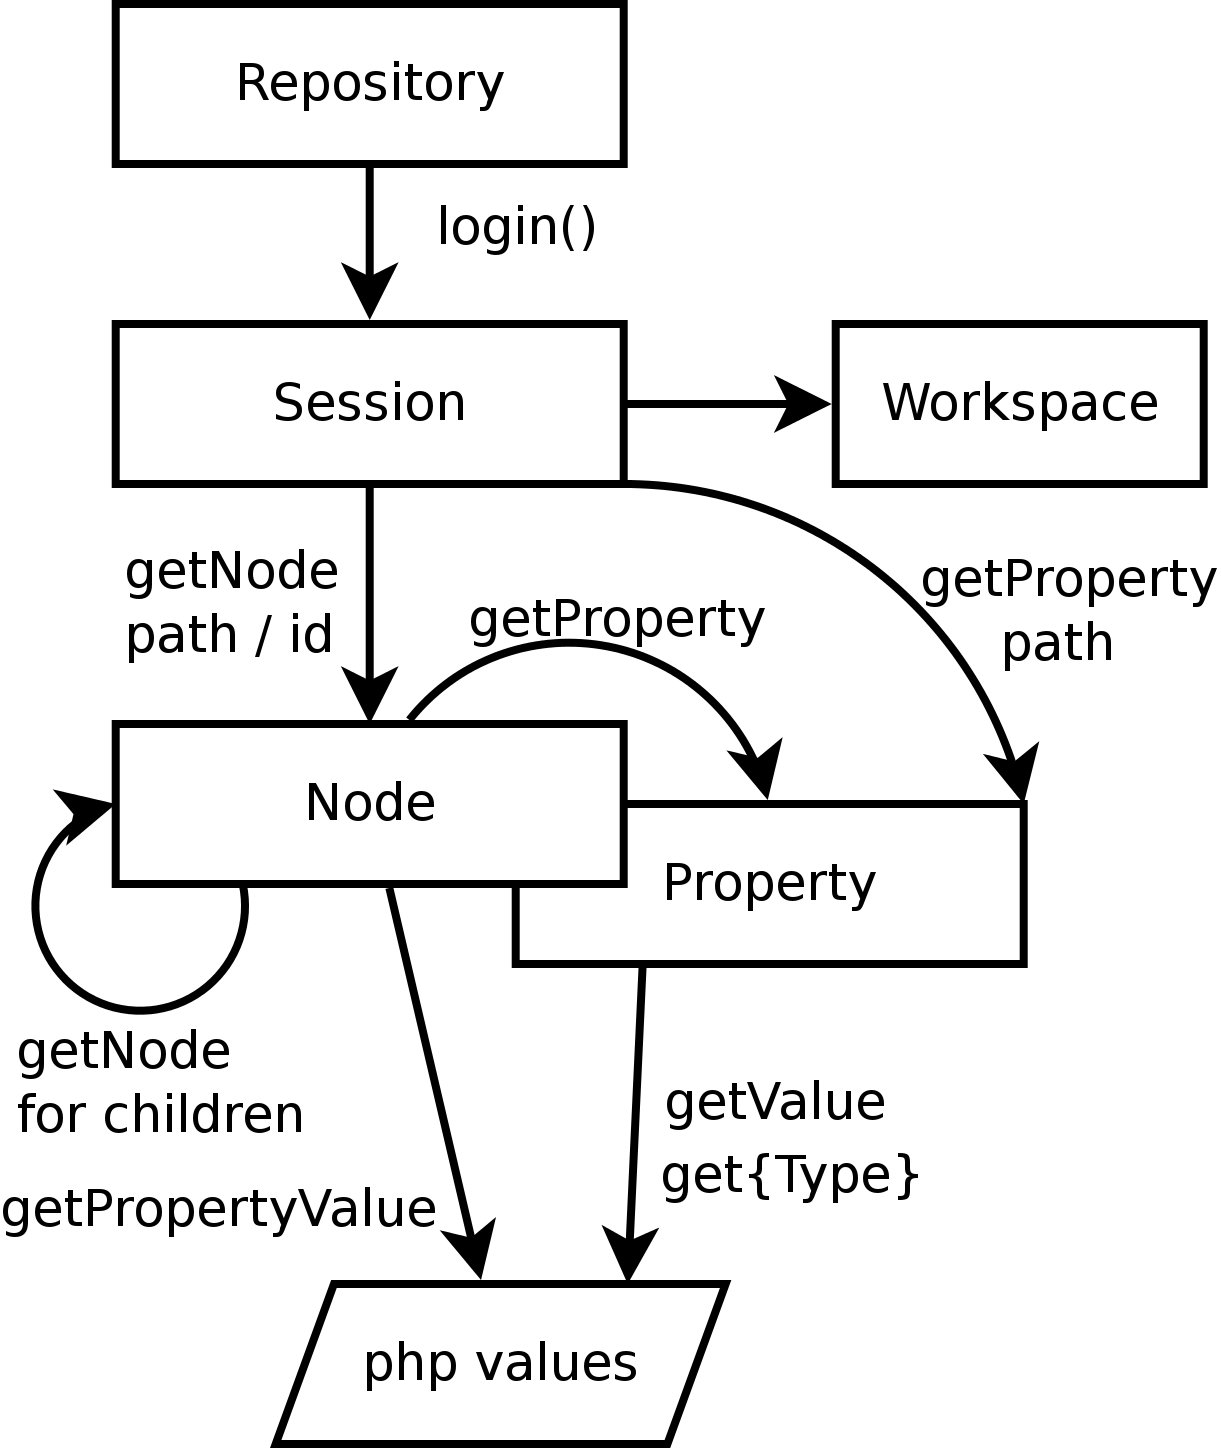 Repository
login()
Session
Workspace
getNode
path / id
getProperty
getProperty
path
Node
Property
getNode
for children
getValue
get{Type}
getPropertyValue
php values